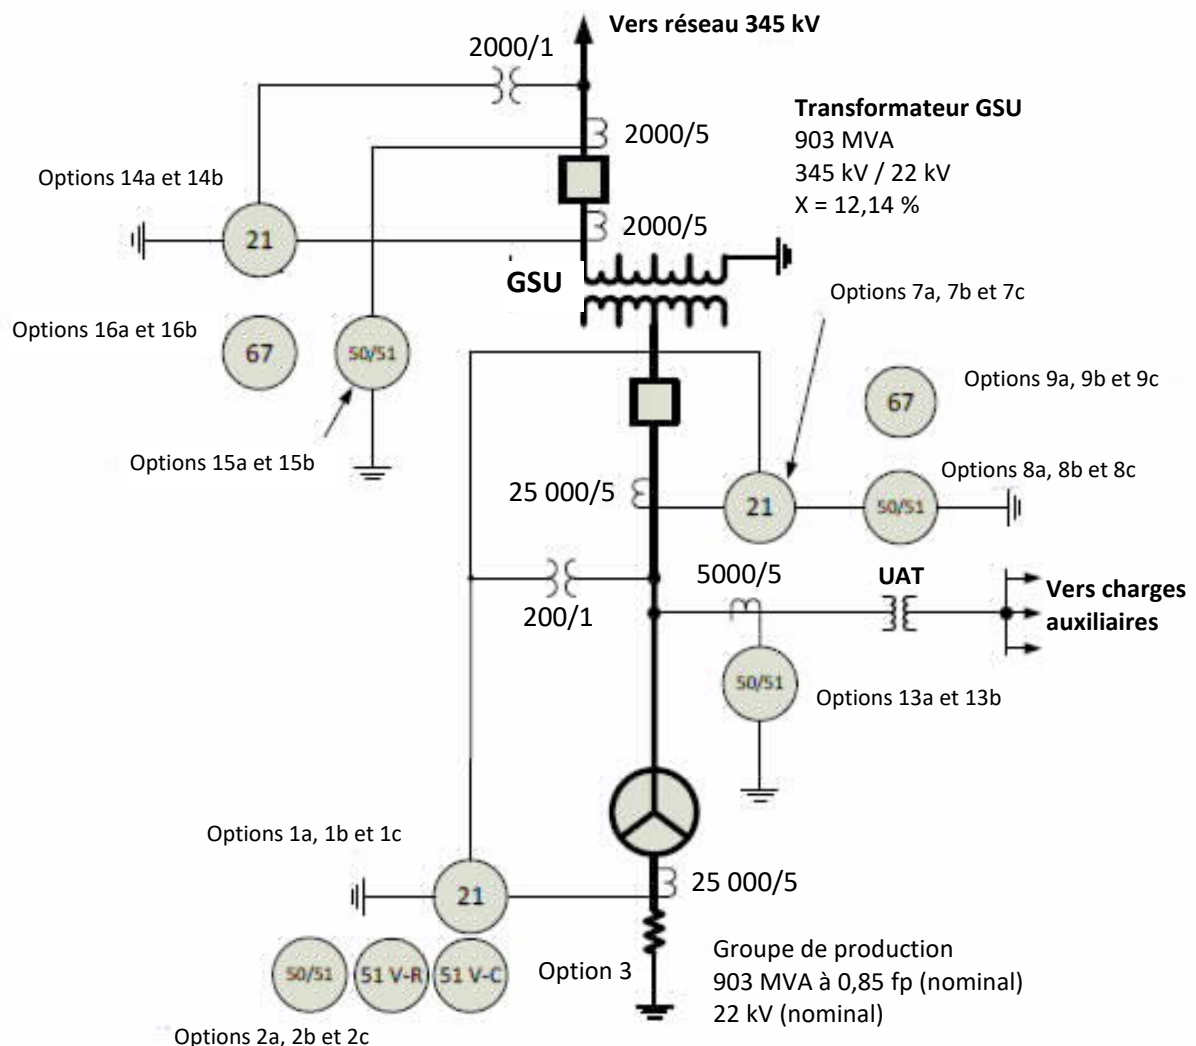 Vers réseau 345 kV
2000/1
Transformateur GSU
903 MVA
345 kV / 22 kV
X = 12,14 %
2000/5
Options 14a et 14b
21
2000/5
GSU
Options 7a, 7b et 7c
Options 16a et 16b
67
50/51
Options 9a, 9b et 9c
67
Options 15a et 15b
Options 8a, 8b et 8c
25 000/5
21
50/51
5000/5
UAT
Vers charges
auxiliaires
200/1
50/51
Options 13a et 13b
Options 1a, 1b et 1c
21
25 000/5
50/51
51 V-R
51 V-C
Option 3
Groupe de production
903 MVA à 0,85 fp (nominal)
22 kV (nominal)
Options 2a, 2b et 2c